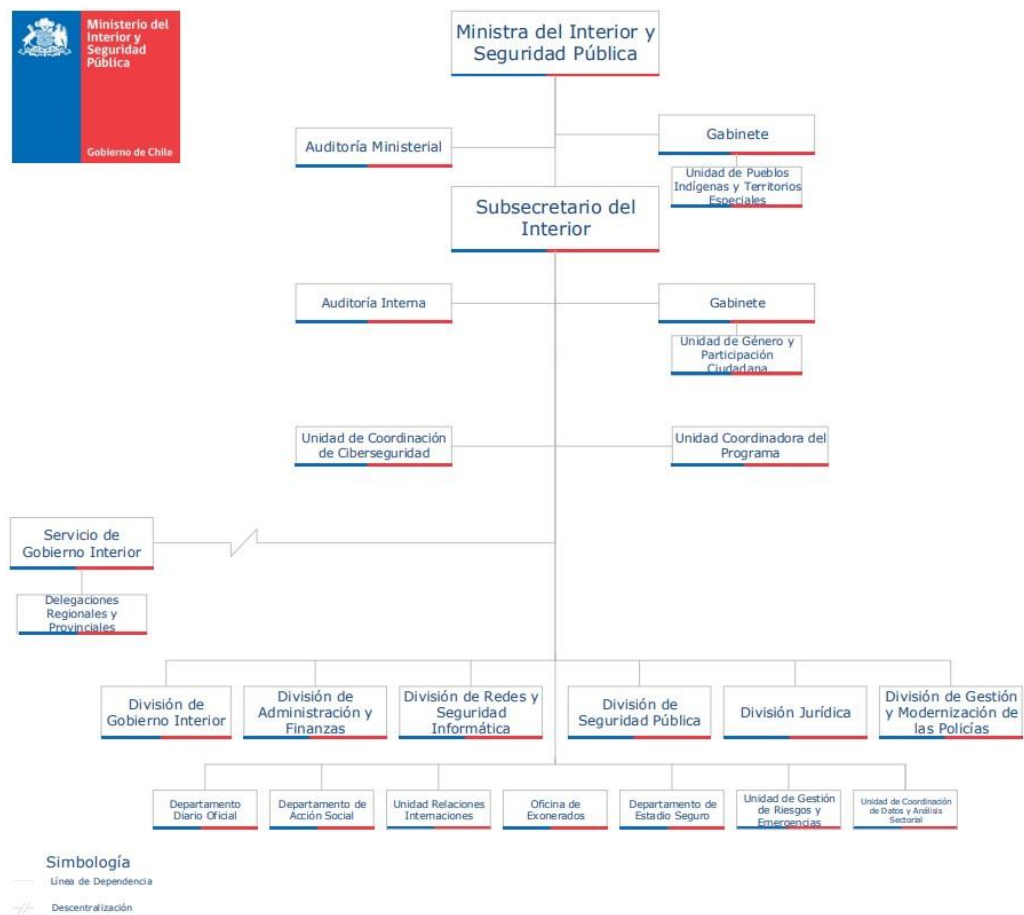 Ministerio del
Interior y
Seguridad
Pública
Gobierno de Chile
Ministra del Interior y
Seguridad Pública
Auditoría Ministerial
Gabinete
Unidad de Pueblos
Indígenas y Territorios
Especiales
Subsecretario del
Interior
Auditoría Interna
Gabinete
Unidad de Género y
Participación
Ciudadana
Unidad de Coordinación
de Ciberseguridad
Unidad Coordinadora del
Programa
Servicio de
Gobierno Interior
Delegaciones
Regionales y
Provinciales
División de
Gobierno Interior
División de
Administración y
Finanzas
División de Redes y
Seguridad
Informática
División de
Seguridad Pública
División Jurídica
División de Gestión
y Modernización de
las Policías
Departamento
Diario Oficial
Departamento de
Acción Social
Unidad Relaciones
Internaciones
Oficina de
Exonerados
Departamento de
Estadio Seguro
Unidad de Gestión
de Riesgos y
Emergencias
Unidad de Coordinación
de Datos y Análisis
Sectorial
Simbología
Línea de Dependencia
Descentralización